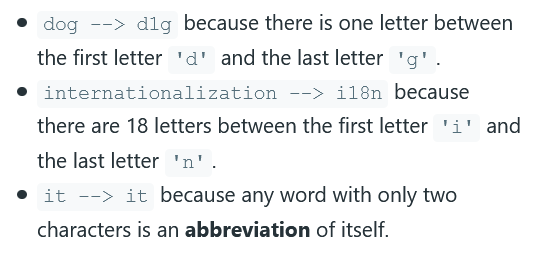 • dog --> d1g because there is one letter between
the first letter 'd' and the last letter 'g'.
• internationalization --> i18n because
there are 18 letters between the first letter 'i' and
the last letter 'n'.
• it --> it because any word with only two
characters is an abbreviation of itself.